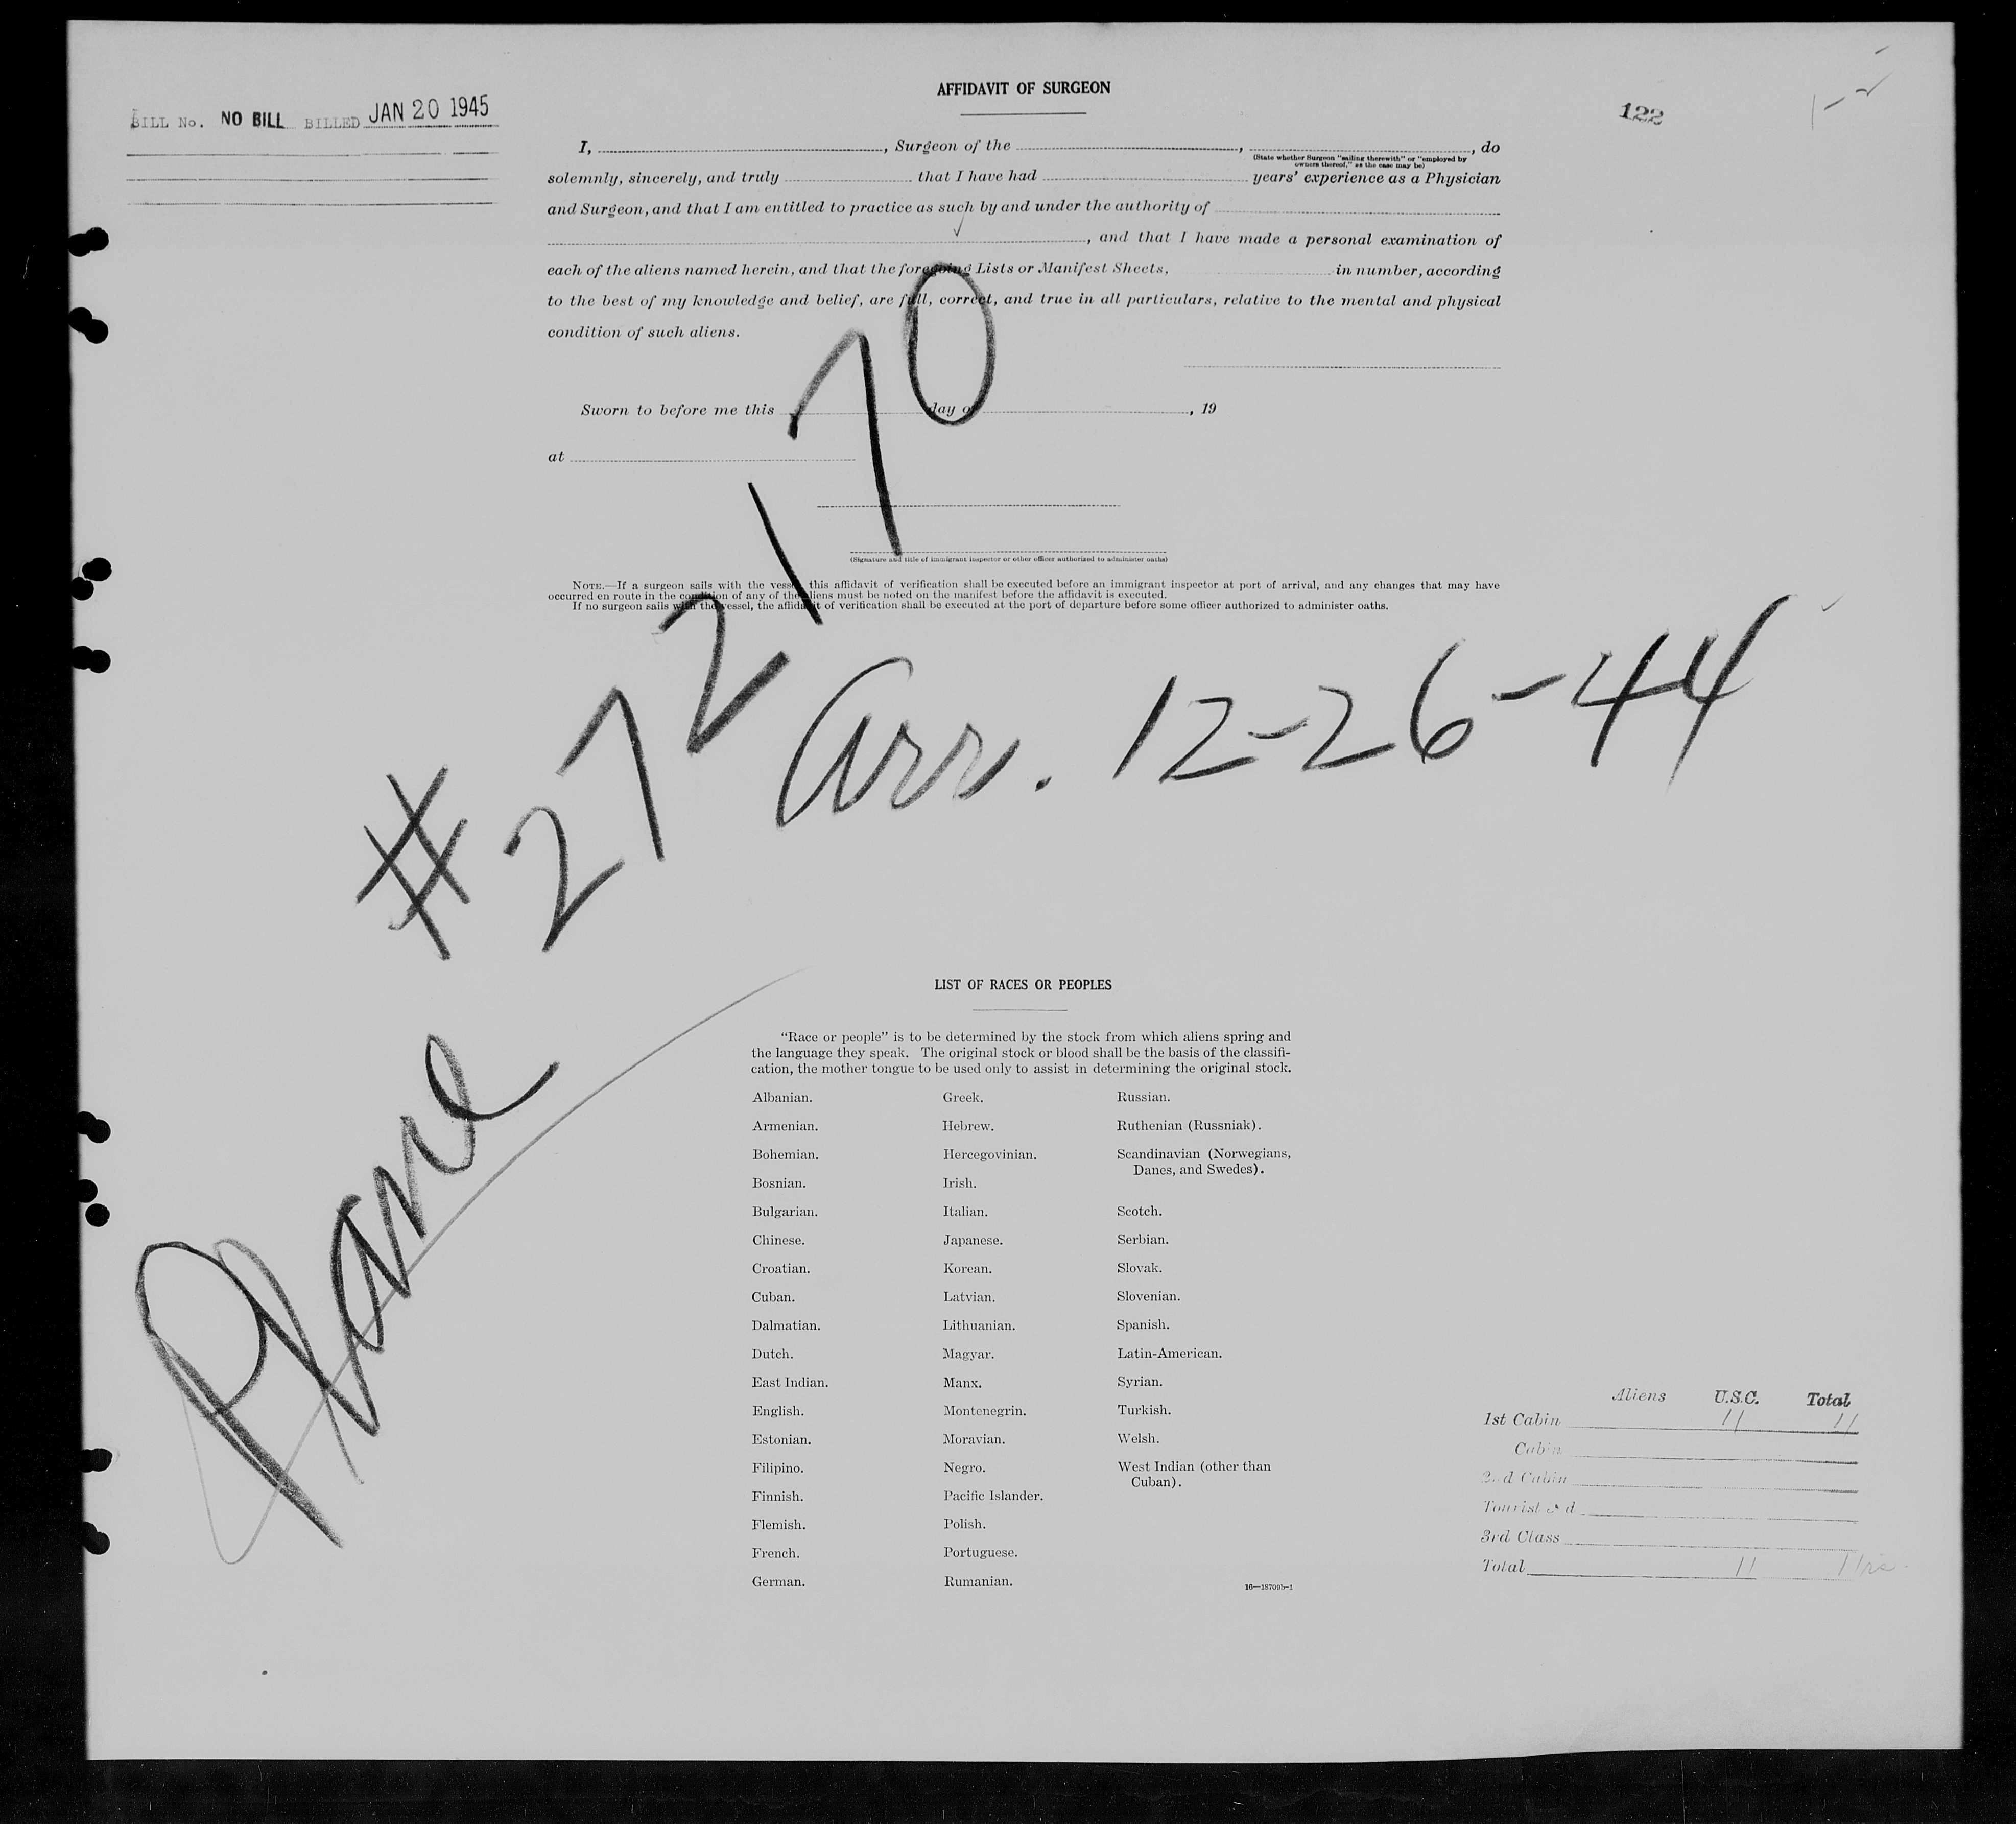 BILL No. NO BILL BILLED JAN 20 1945
AFFIDAVIT OF SURGEON
122
I, , Surgeon of the , , do
(State whether Surgeon "sailing therewith" or "employed by
owners thereof," as the case may be)
solemnly, sincerely, and truly that I have had years' experience as a Physician
and Surgeon, and that I am entitled to practice as such by and under the authority of
, and that I have made a personal examination of
each of the aliens named herein, and that the foregoing Lists or Manifest Sheets, in number, according
to the best of my knowledge and belief, are full, correct, and true in all particulars, relative to the mental and physical
condition of such aliens.
Sworn to before me this day of , 19
at
(Signature and title of immigrant inspector or other officer authorized to administer oaths)
NOTE.—If a surgeon sails with the vessel, this affidavit of verification shall be executed before an immigrant inspector at port of arrival, and any changes that may have
occurred en route in the condition of any of the aliens must be noted on the manifest before the affidavit is executed.
If no surgeon sails with the vessel, the affidavit of verification shall be executed at the port of departure before some officer authorized to administer oaths.
Plane
#272170
Arr. 12-26-44
LIST OF RACES OR PEOPLES
"Race or people" is to be determined by the stock from which aliens spring and
the language they speak. The original stock or blood shall be the basis of the classifi-
cation, the mother tongue to be used only to assist in determining the original stock.
Albanian.
Armenian.
Bohemian.
Bosnian.
Bulgarian.
Chinese.
Croatian.
Cuban.
Dalmatian.
Dutch.
East Indian.
English.
Estonian.
Filipino.
Finnish.
Flemish.
French.
German.
Greek.
Hebrew.
Hercegovinian.
Irish.
Italian.
Japanese.
Korean.
Latvian.
Lithuanian.
Magyar.
Manx.
Montenegrin.
Moravian.
Negro.
Pacific Islander.
Polish.
Portuguese.
Rumanian.
Russian.
Ruthenian (Russniak).
Scandinavian (Norwegians,
Danes, and Swedes).
Scotch.
Serbian.
Slovak.
Slovenian.
Spanish.
Latin-American.
Syrian.
Turkish.
Welsh.
West Indian (other than
Cuban).
16—18709b-1
Aliens U.S.C. Total
1st Cabin 11 11
Cabin
2nd Cabin
Tourist 3d
3rd Class
Total 11 11